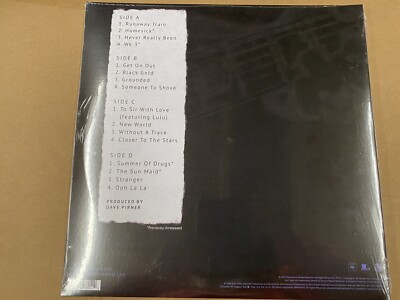 SIDE A
1. Runaway Train
2. Homesick*
3. Never Really Been
4. We 3*
SIDE B
1. Get On Out
2. Black Gold
3. Grounded
4. Someone To Shove
SIDE C
1. To Sir With Love
(featuring Lulu)
2. New World
3. Without A Trace
4. Closer To The Stars
SIDE D
1. Summer Of Drugs*
2. The Sun Maid*
3. Stranger
4. Ooh La La
PRODUCED BY
DAVE PIRNER
*Previously Unreleased